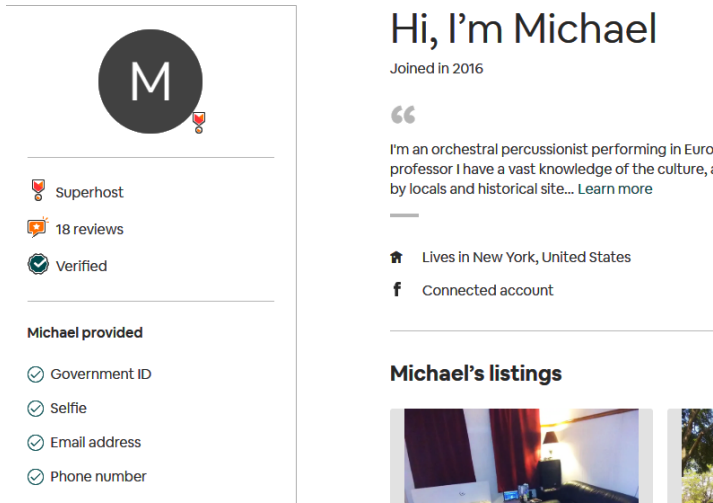 M
Superhost
18 reviews
Verified
Michael provided
Government ID
Selfie
Email address
Phone number
Hi, I’m Michael
Joined in 2016
“
I'm an orchestral percussionist performing in Euro
professor I have a vast knowledge of the culture, a
by locals and historical site... Learn more
Lives in New York, United States
f Connected account
Michael’s listings